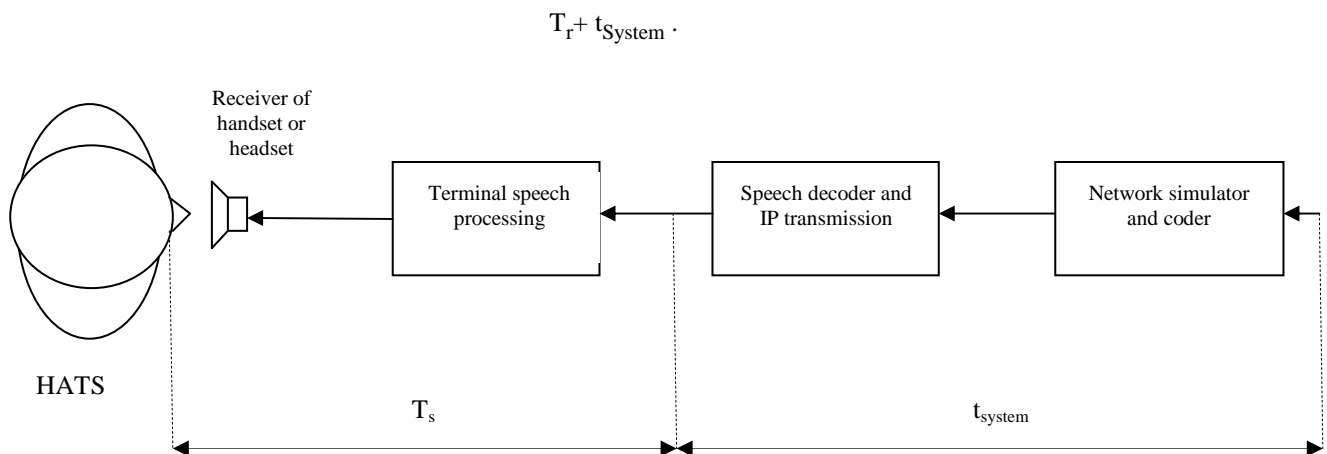 Tr+ tSystem .
Receiver of
handset or
headset
Terminal speech
processing
Speech decoder and
IP transmission
Network simulator
and coder
HATS
Ts
tsystem